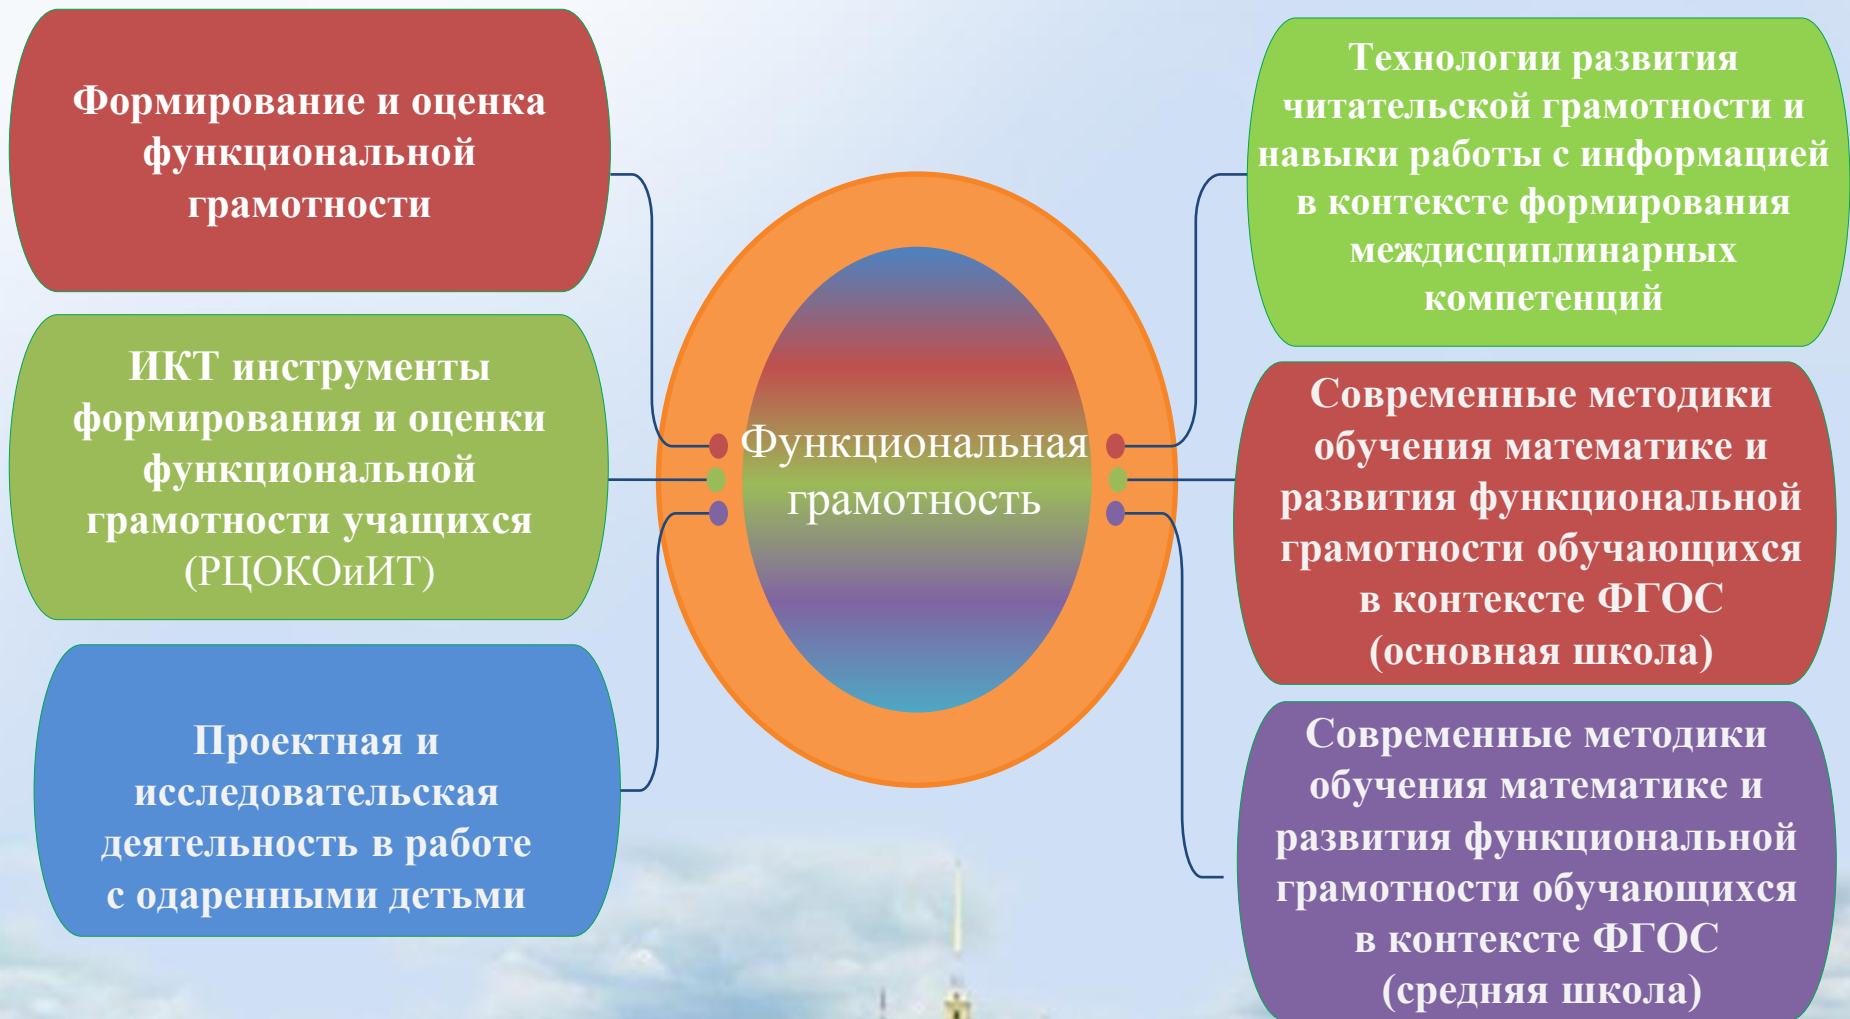 Формирование и оценка
функциональной
грамотности
ИКТ инструменты
формирования и оценки
функциональной
грамотности учащихся
(РЦОКОиИТ)
Проектная и
исследовательская
деятельность в работе
с одаренными детьми
Функциональная
грамотность
Технологии развития
читательской грамотности и
навыки работы с информацией
в контексте формирования
междисциплинарных
компетенций
Современные методики
обучения математике и
развития функциональной
грамотности обучающихся
в контексте ФГОС
(основная школа)
Современные методики
обучения математике и
развития функциональной
грамотности обучающихся
в контексте ФГОС
(средняя школа)